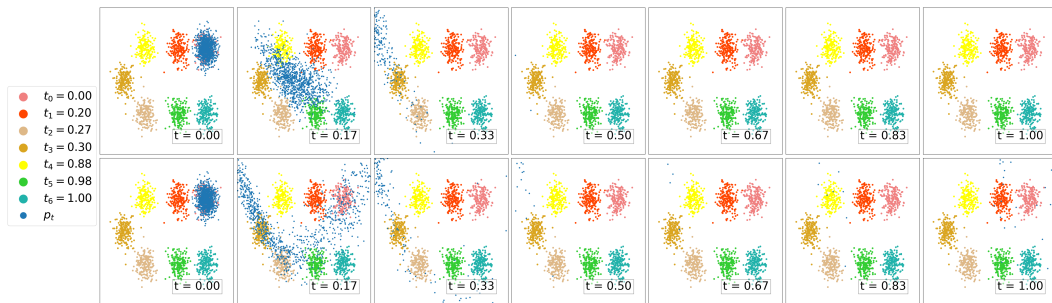 t₀ = 0.00
t₁ = 0.20
t₂ = 0.27
t₃ = 0.30
t₄ = 0.88
t₅ = 0.98
t₆ = 1.00
pₜ
t = 0.00
t = 0.17
t = 0.33
t = 0.50
t = 0.67
t = 0.83
t = 1.00
t = 0.00
t = 0.17
t = 0.33
t = 0.50
t = 0.67
t = 0.83
t = 1.00